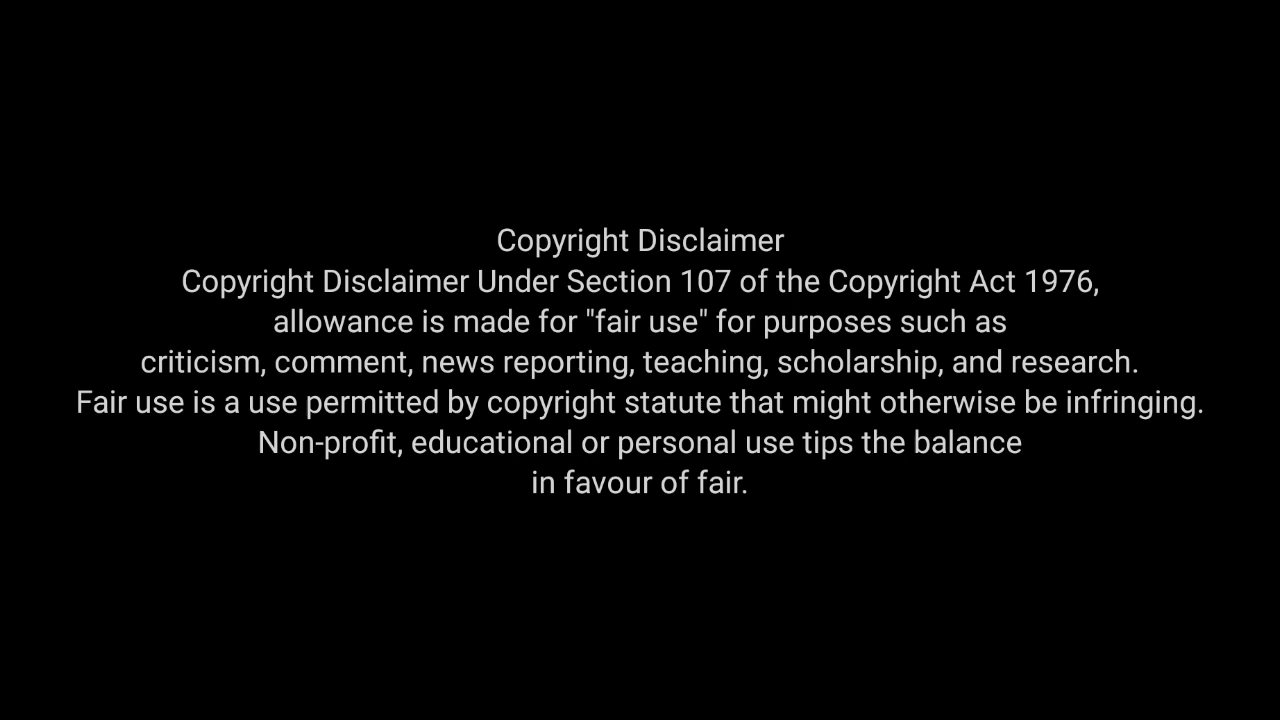 Copyright Disclaimer
Copyright Disclaimer Under Section 107 of the Copyright Act 1976,
allowance is made for "fair use" for purposes such as
criticism, comment, news reporting, teaching, scholarship, and research.
Fair use is a use permitted by copyright statute that might otherwise be infringing.
Non-profit, educational or personal use tips the balance
in favour of fair.